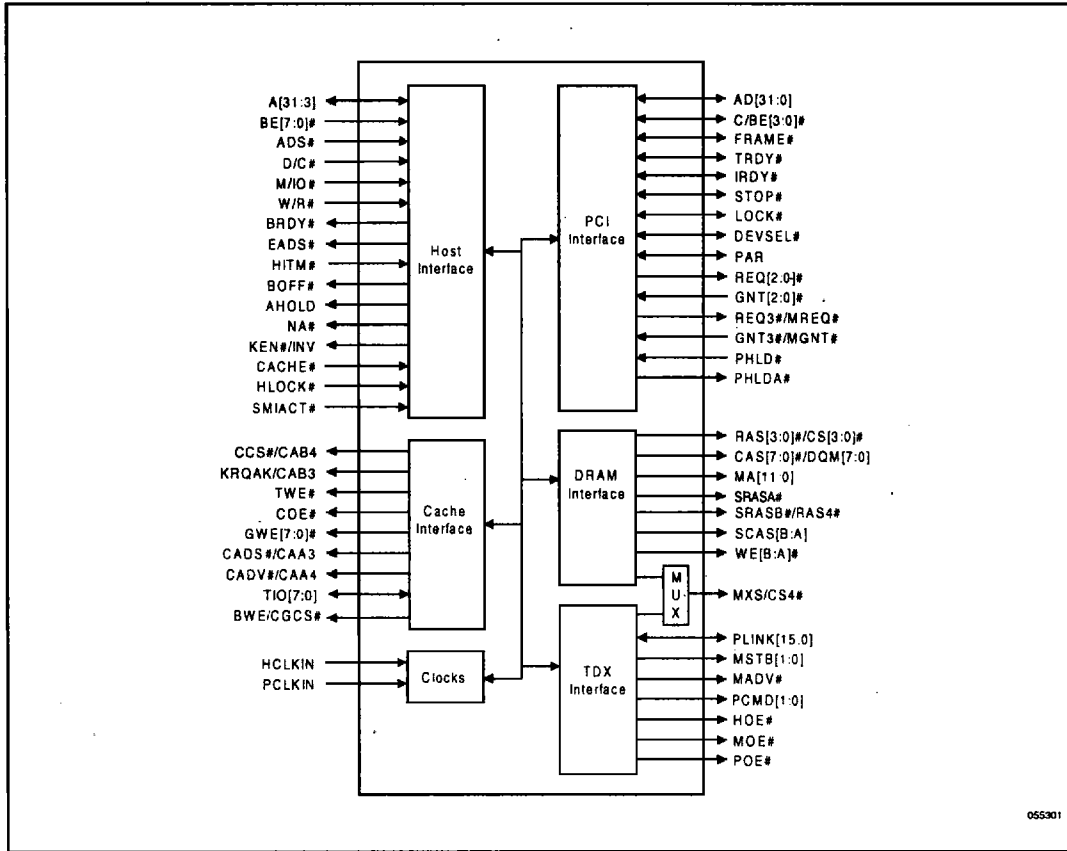 A[31:3]
BE[7:0]#
ADS#
D/C#
M/IO#
W/R#
BRDY#
EADS#
HITM#
BOFF#
AHOLD
NA#
KEN#/INV
CACHE#
HLOCK#
SMIACT#
Host
Interface
CCS#/CAB4
KRQAK/CAB3
TWE#
COE#
GWE[7:0]#
CADS#/CAA3
CADV#/CAA4
TIO[7:0]
BWE/CGCS#
Cache
Interface
HCLKIN
PCLKIN
Clocks
PCI
Interface
AD[31:0]
C/BE[3:0]#
FRAME#
TRDY#
IRDY#
STOP#
LOCK#
DEVSEL#
PAR
REQ[2:0]#
GNT[2:0]#
REQ3#/MREQ#
GNT3#/MGNT#
PHLD#
PHLDA#
DRAM
Interface
RAS[3:0]#/CS[3:0]#
CAS[7:0]#/DQM[7:0]
MA[11:0]
SRASA#
SRASB#/RAS4#
SCAS[B:A]
WE[B:A]#
M
U
X
MXS/CS4#
TDX
Interface
PLINK[15.0]
MSTB[1:0]
MADV#
PCMD[1:0]
HOE#
MOE#
POE#
055301